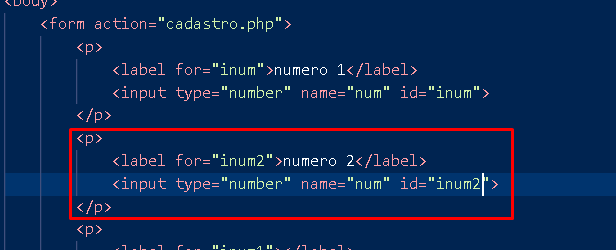 <body>
<form action="cadastro.php">
<p>
<label for="inum">numero 1</label>
<input type="number" name="num" id="inum">
</p>
<p>
<label for="inum2">numero 2</label>
<input type="number" name="num" id="inum2">
</p>
<p>
<label for="inum1"></label>